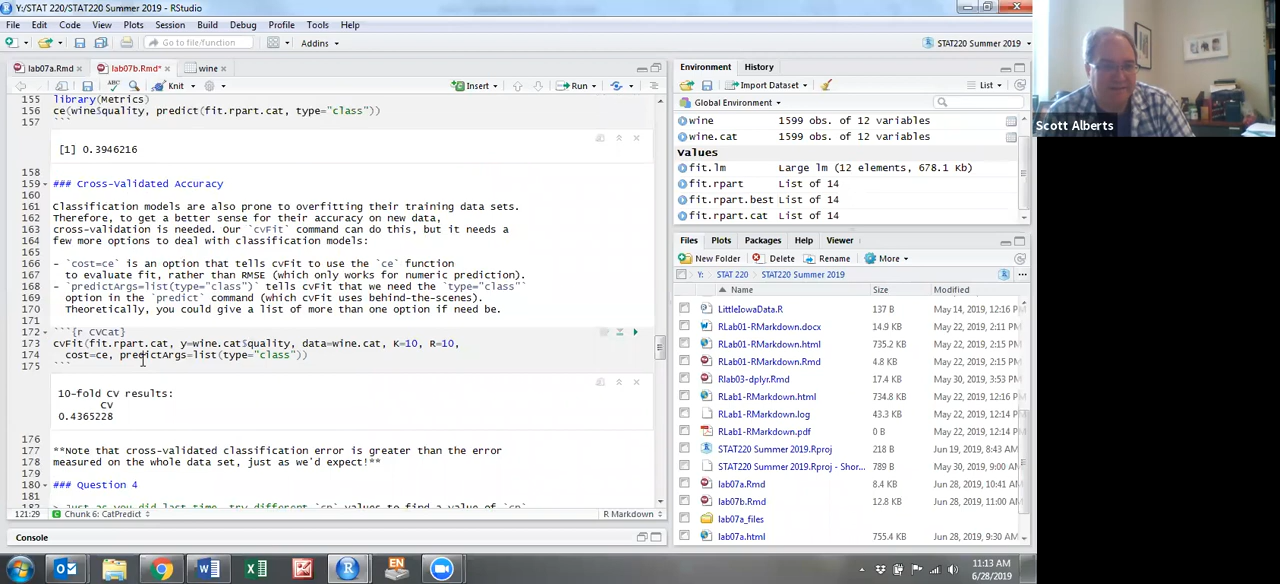 Y:/STAT 220/STAT220 Summer 2019 - RStudio
File Edit Code View Plots Session Build Debug Profile Tools Help
Go to file/function Addins STAT220 Summer 2019
lab07a.Rmd lab07b.Rmd* wine
Knit Insert Run
155 library(Metrics)
156 ce(wine$quality, predict(fit.rpart.cat, type="class"))
157 ```
[1] 0.3946216
158
159 ### Cross-Validated Accuracy
160
161 Classification models are also prone to overfitting their training data sets.
162 Therefore, to get a better sense for their accuracy on new data,
163 cross-validation is needed. Our `cvFit` command can do this, but it needs a
164 few more options to deal with classification models:
165
166 - `cost=ce` is an option that tells cvFit to use the `ce` function
167 to evaluate fit, rather than RMSE (which only works for numeric prediction).
168 - `predictArgs=list(type="class")` tells cvFit that we need the `type="class"`
169 option in the `predict` command (which cvFit uses behind-the-scenes).
170 Theoretically, you could give a list of more than one option if need be.
171
172 ```{r CVCat}
173 cvFit(fit.rpart.cat, y=wine.cat$quality, data=wine.cat, K=10, R=10,
174 cost=ce, predictArgs=list(type="class"))
175 ```
10-fold CV results:
CV
0.4365228
176
177 **Note that cross-validated classification error is greater than the error
178 measured on the whole data set, just as we'd expect!**
179
180 ### Question 4
181
182 > Just as you did last time, try different `cp` values to find a value of `cp`
121:29 Chunk 6: CatPredict R Markdown
Console
Environment History
Import Dataset List
Global Environment
wine 1599 obs. of 12 variables
wine.cat 1599 obs. of 12 variables
Values
fit.lm Large lm (12 elements, 678.1 Kb)
fit.rpart List of 14
fit.rpart.best List of 14
fit.rpart.cat List of 14
Files Plots Packages Help Viewer
New Folder Delete Rename More
Y: STAT 220 STAT220 Summer 2019
Name Size Modified
LittleIowaData.R 137 B May 14, 2019, 12:16 P
RLab01-RMarkdown.docx 14.9 KB May 22, 2019, 2:11 PM
RLab01-RMarkdown.html 735.2 KB May 22, 2019, 2:15 PM
RLab01-RMarkdown.Rmd 4.8 KB May 22, 2019, 2:15 PM
Rlab03-dplyr.Rmd 17.4 KB May 30, 2019, 3:53 PM
RLab1-RMarkdown.html 734.8 KB May 22, 2019, 12:16 P
RLab1-RMarkdown.log 43.3 KB May 22, 2019, 12:14 P
RLab1-RMarkdown.pdf 0 B May 22, 2019, 12:14 P
STAT220 Summer 2019.Rproj 218 B Jun 19, 2019, 8:43 AM
STAT220 Summer 2019.Rproj - Shor... 789 B May 30, 2019, 9:00 AM
lab07a.Rmd 8.4 KB Jun 28, 2019, 10:41 AM
lab07b.Rmd 12.8 KB Jun 28, 2019, 11:00 AM
lab07a_files
lab07a.html 755.4 KB Jun 28, 2019, 9:30 AM
Scott Alberts
11:13 AM
6/28/2019